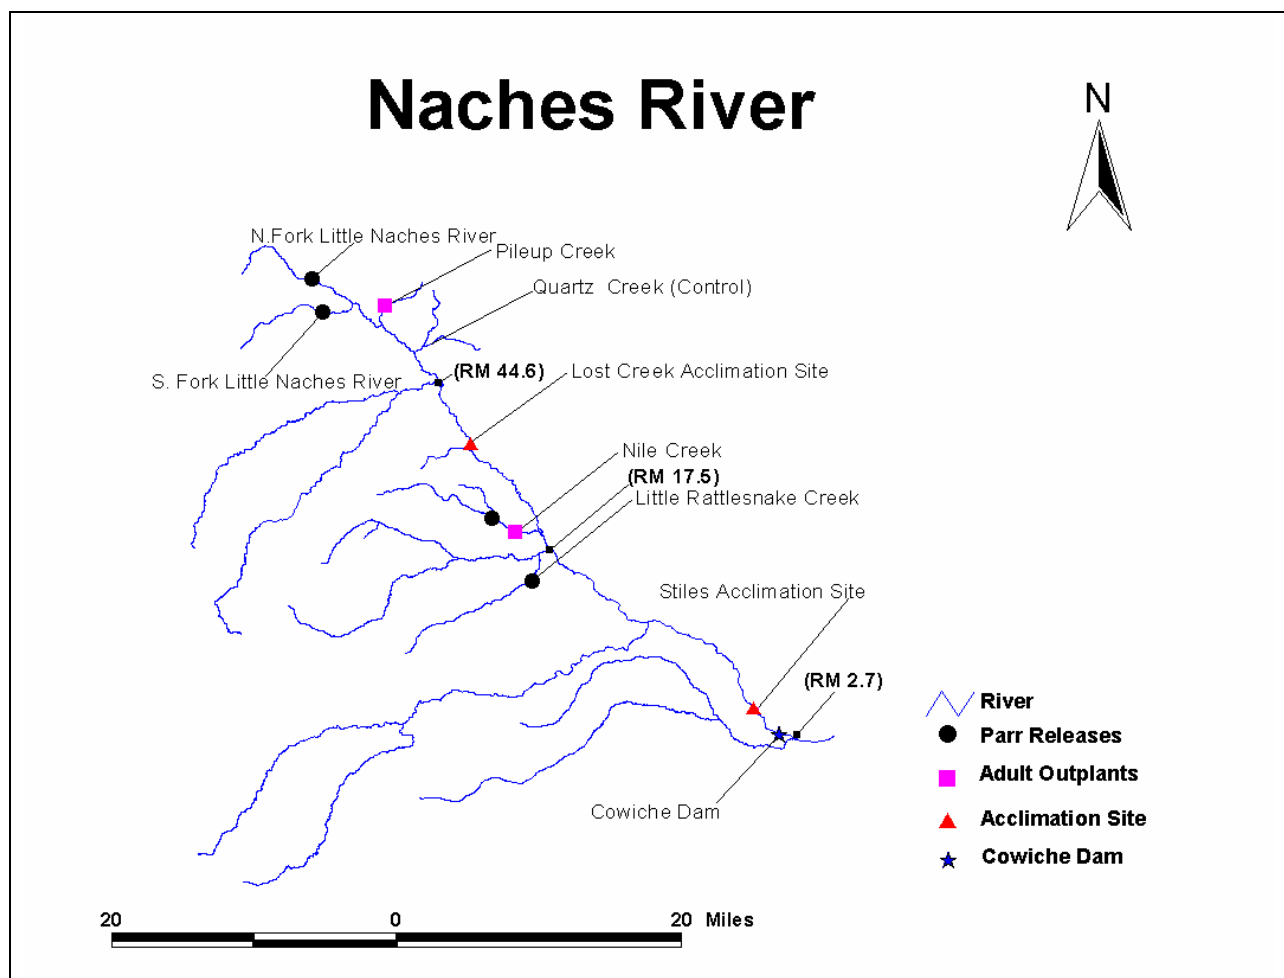 Naches River
N
N.Fork Little Naches River
Pileup Creek
Quartz Creek (Control)
(RM 44.6)
Lost Creek Acclimation Site
S. Fork Little Naches River
Nile Creek
(RM 17.5)
Little Rattlesnake Creek
Stiles Acclimation Site
(RM 2.7)
Cowiche Dam
River
Parr Releases
Adult Outplants
Acclimation Site
Cowiche Dam
20 0 20 Miles